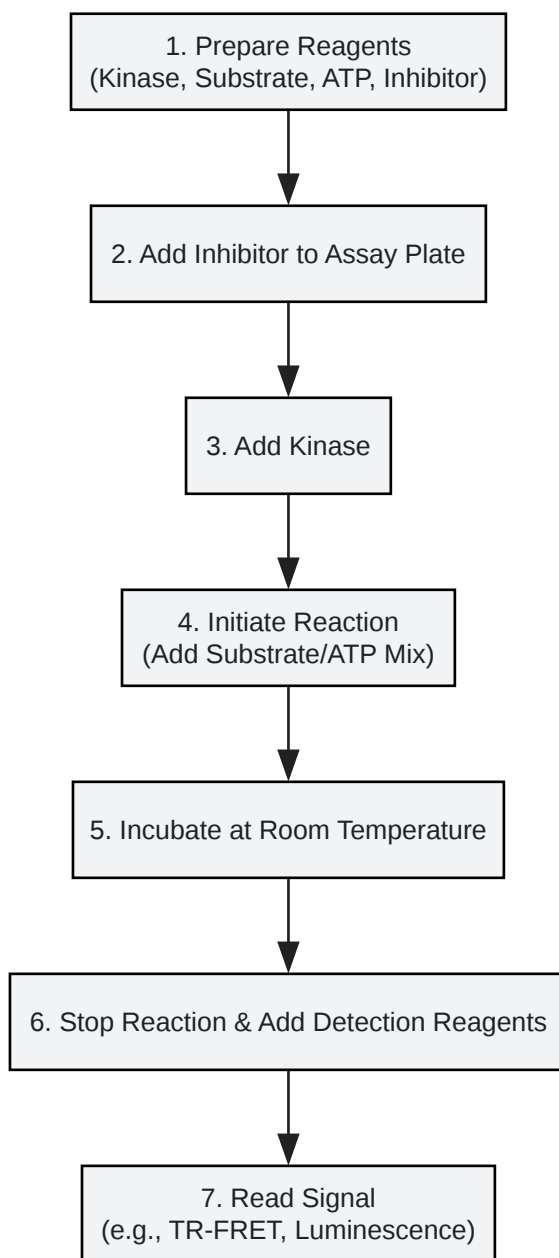 1. Prepare Reagents
(Kinase, Substrate, ATP, Inhibitor)
2. Add Inhibitor to Assay Plate
3. Add Kinase
4. Initiate Reaction
(Add Substrate/ATP Mix)
5. Incubate at Room Temperature
6. Stop Reaction & Add Detection Reagents
7. Read Signal
(e.g., TR-FRET, Luminescence)